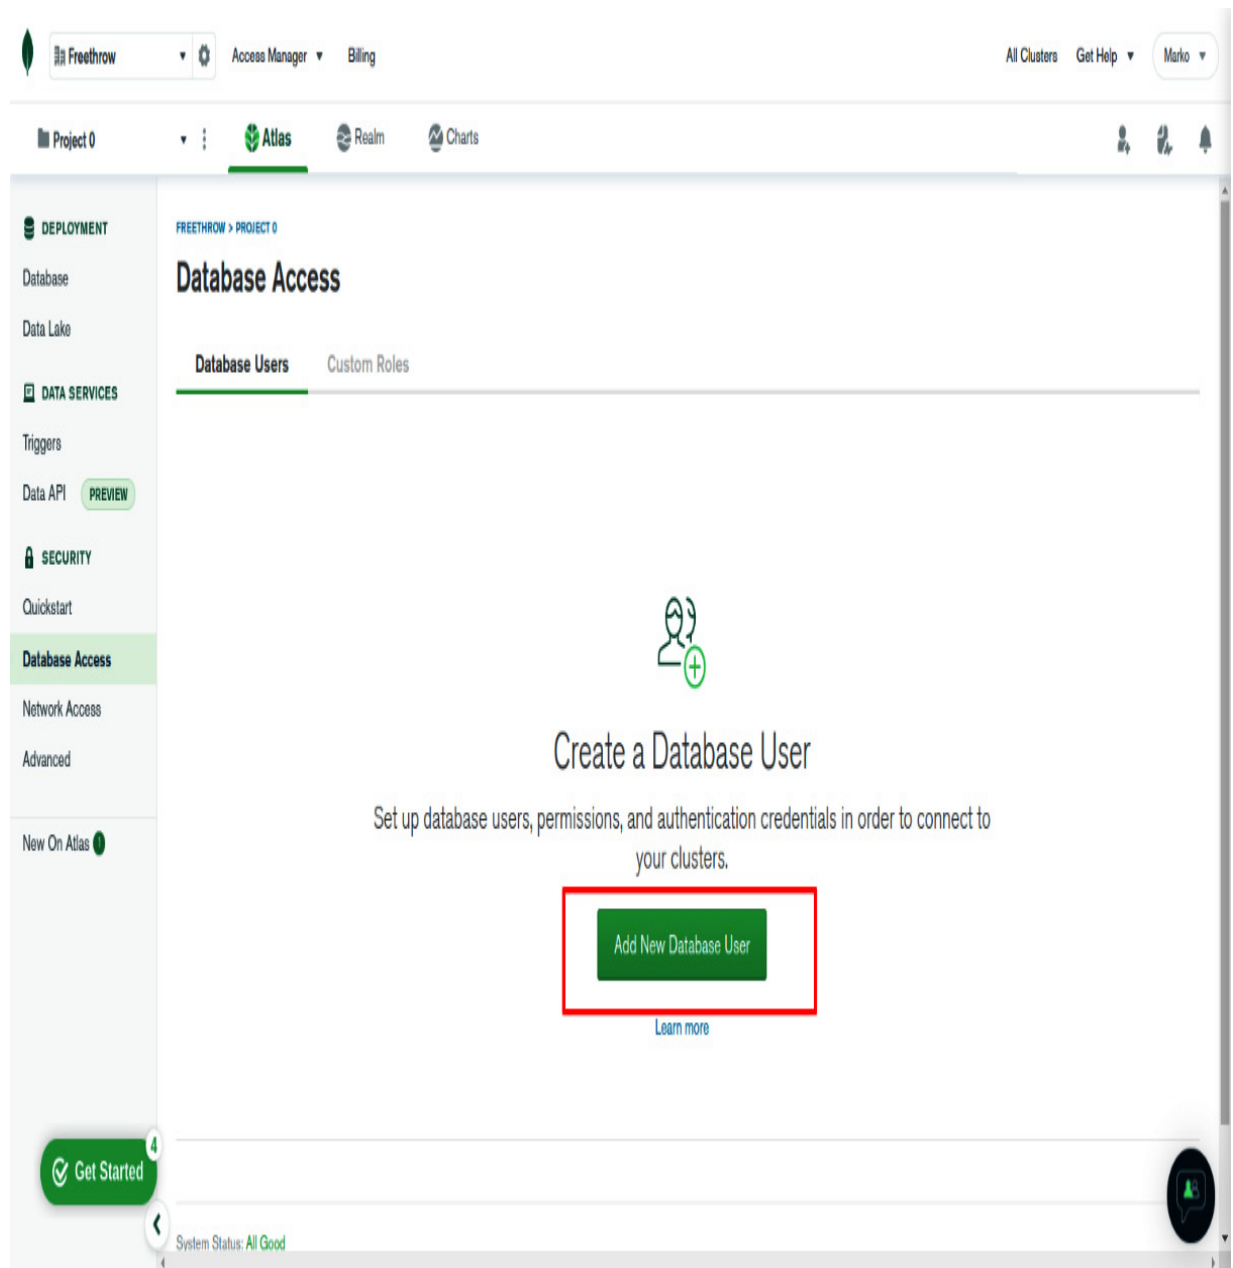 Freethrow
Access Manager
Billing
All Clusters
Get Help
Marko
Project 0
Atlas
Realm
Charts
DEPLOYMENT
Database
Data Lake
DATA SERVICES
Triggers
Data API PREVIEW
SECURITY
Quickstart
Database Access
Network Access
Advanced
New On Atlas
Get Started
4
FREETHROW > PROJECT 0
Database Access
Database Users
Custom Roles
Create a Database User
Set up database users, permissions, and authentication credentials in order to connect to
your clusters.
Add New Database User
Learn more
System Status: All Good